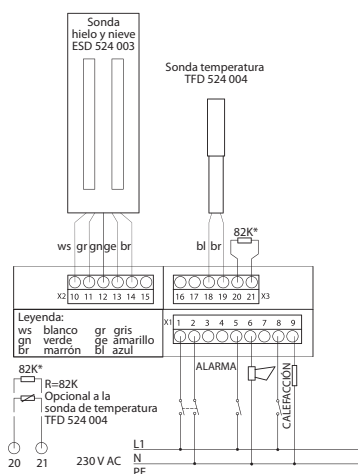 Sonda
hielo y nieve
ESD 524 003
Sonda temperatura
TFD 524 004
ws gr gn ge br
bl br
82K*
X2 10 11 12 13 14 15
16 17 18 19 20 21 X3
Leyenda:
ws blanco gr gris
gn verde ge amarillo
br marrón bl azul
X1 1 2 3 4 5 6 7 8 9
82K*
R=82K
Opcional a la
sonda de temperatura
TFD 524 004
ALARMA
CALEFACCIÓN
20 21
230 V AC
L1
N
PE